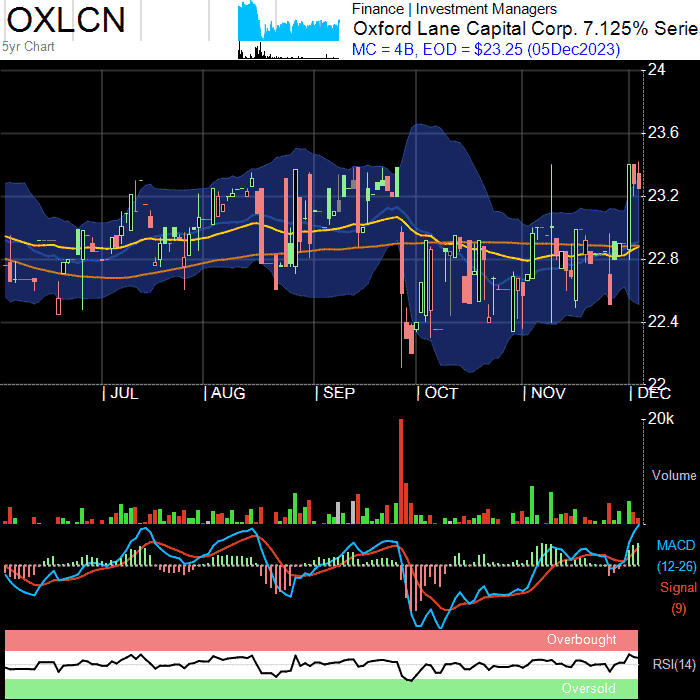 OXLCN
5yr Chart
Finance | Investment Managers
Oxford Lane Capital Corp. 7.125% Serie
MC = 4B, EOD = $23.25 (05Dec2023)
24
23.6
23.2
22.8
22.4
22
JUL AUG SEP OCT NOV DEC
20k
Volume
MACD
(12-26)
Signal
(9)
Overbought
RSI(14)
Oversold